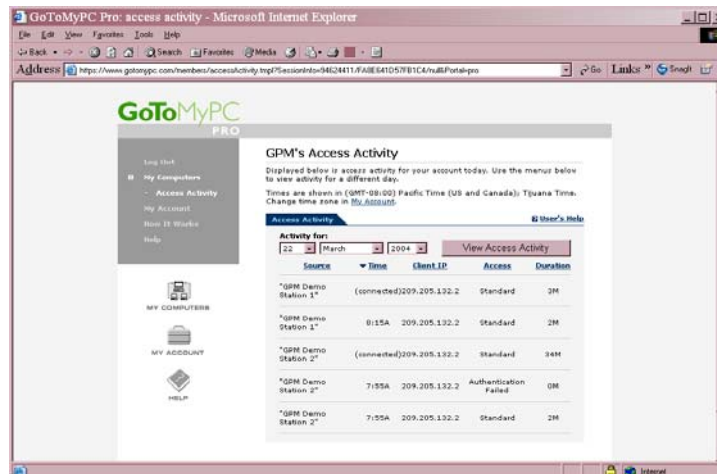 GoToMyPC Pro: access activity - Microsoft Internet Explorer
File Edit View Favorites Tools Help
Back Search Favorites Media
Address https://www.gotomypc.com/members/accessActivity.tmpl?SessionInfo=94624411/FA8E641D57FB1C4/null&Portal=pro Go Links » SnagIt
GoToMyPC
PRO
Log Out
My Computers
- Access Activity
My Account
How It Works
Help
MY COMPUTERS
MY ACCOUNT
HELP
GPM's Access Activity
Displayed below is access activity for your account today. Use the menus below
to view activity for a different day.
Times are shown in (GMT-08:00) Pacific Time (US and Canada); Tijuana Time.
Change time zone in My Account.
Access Activity User's Help
Activity for:
22 March 2004 View Access Activity
Source Time Client IP Access Duration
"GPM Demo
Station 1" (connected) 209.205.132.2 Standard 3M
"GPM Demo
Station 1" 8:15A 209.205.132.2 Standard 2M
"GPM Demo
Station 2" (connected) 209.205.132.2 Standard 34M
"GPM Demo
Station 2" 7:55A 209.205.132.2 Authentication
Failed 0M
"GPM Demo
Station 2" 7:55A 209.205.132.2 Standard 2M
Internet